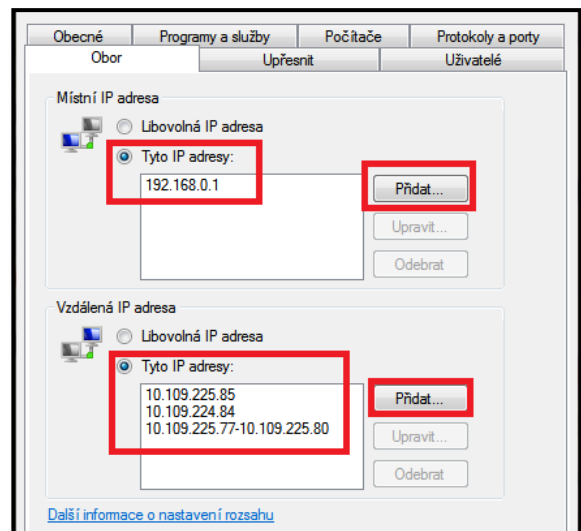 Obecné Programy a služby Počítače Protokoly a porty
Obor Upřesnit Uživatelé
Místní IP adresa
Libovolná IP adresa
Tyto IP adresy:
192.168.0.1
Přidat...
Upravit...
Odebrat
Vzdálená IP adresa
Libovolná IP adresa
Tyto IP adresy:
10.109.225.85
10.109.224.84
10.109.225.77-10.109.225.80
Přidat...
Upravit...
Odebrat
Další informace o nastavení rozsahu